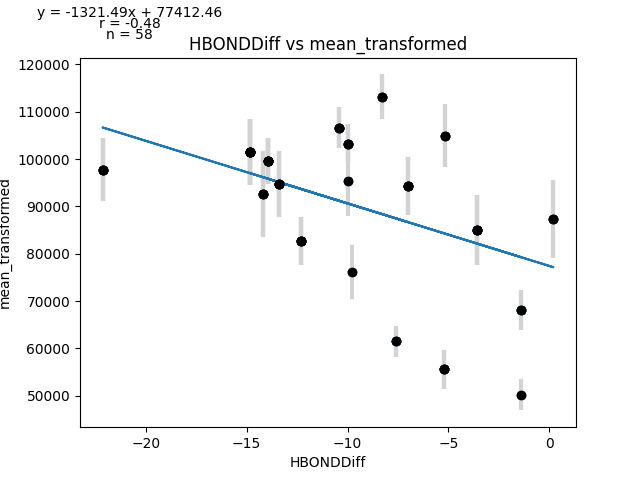 y = -1321.49x + 77412.46
r = -0.48
n = 58
HBONDDiff vs mean_transformed
120000
110000
100000
90000
80000
70000
60000
50000
mean_transformed
−20
−15
−10
−5
0
HBONDDiff